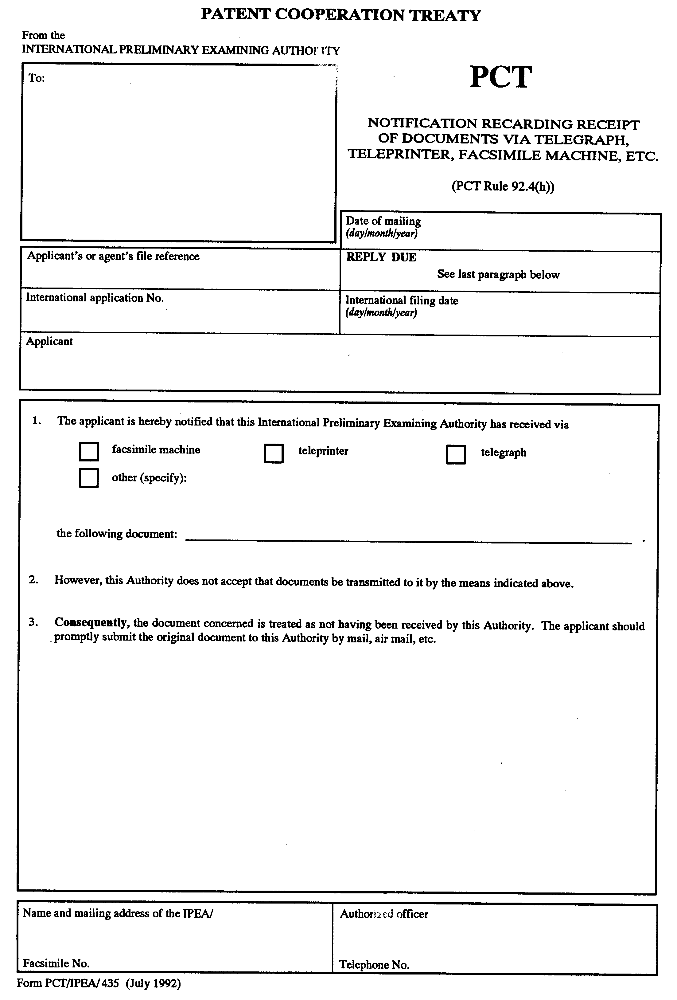 PATENT COOPERATION TREATY
From the
INTERNATIONAL PRELIMINARY EXAMINING AUTHORITY
To:
PCT
NOTIFICATION RECARDING RECEIPT
OF DOCUMENTS VIA TELEGRAPH,
TELEPRINTER, FACSIMILE MACHINE, ETC.
(PCT Rule 92.4(h))
Date of mailing
(day/month/year)
Applicant's or agent's file reference
REPLY DUE
See last paragraph below
International application No.
International filing date
(day/month/year)
Applicant
1. The applicant is hereby notified that this International Preliminary Examining Authority has received via
facsimile machine teleprinter telegraph
other (specify):
the following document: .
2. However, this Authority does not accept that documents be transmitted to it by the means indicated above.
3. Consequently, the document concerned is treated as not having been received by this Authority. The applicant should
promptly submit the original document to this Authority by mail, air mail, etc.
Name and mailing address of the IPEA/
Facsimile No.
Authorized officer
Telephone No.
Form PCT/IPEA/435 (July 1992)